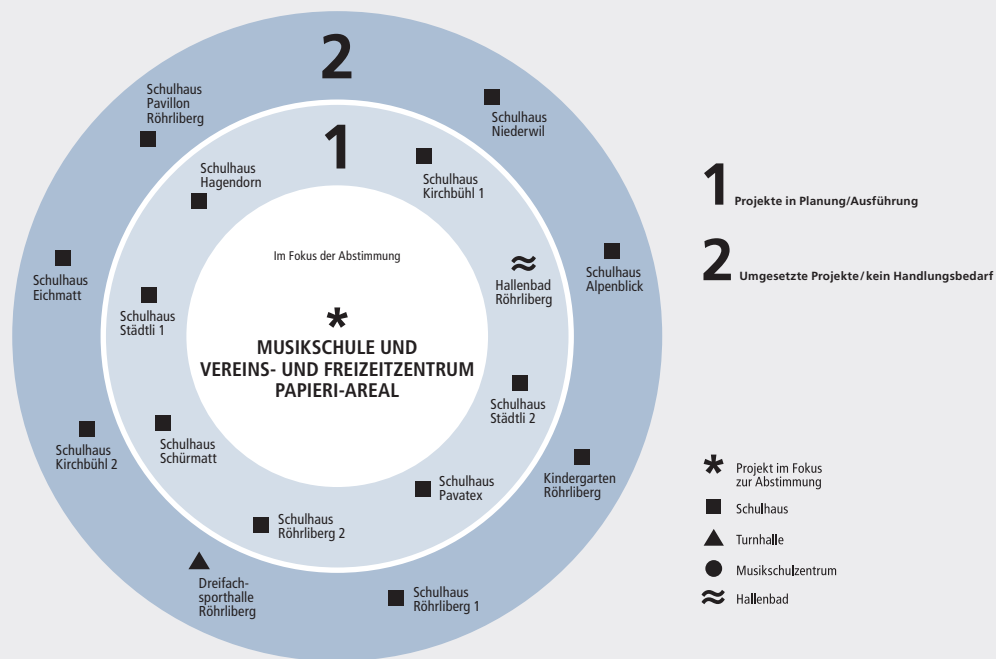 2
Schulhaus
Pavillon
Röhrliberg
Schulhaus
Niederwil
1
Schulhaus
Hagendorn
Schulhaus
Kirchbühl 1
Im Fokus der Abstimmung
Schulhaus
Eichmatt
Hallenbad
Röhrliberg
Schulhaus
Alpenblick
Schulhaus
Städtli 1
*
MUSIKSCHULE UND
VEREINS- UND FREIZEITZENTRUM
PAPIERI-AREAL
Schulhaus
Städtli 2
Schulhaus
Kirchbühl 2
Schulhaus
Schürmatt
Schulhaus
Pavatex
Kindergarten
Röhrliberg
Schulhaus
Röhrliberg 2
Dreifach-
sporthalle
Röhrliberg
Schulhaus
Röhrliberg 1
1 Projekte in Planung/Ausführung
2 Umgesetzte Projekte/kein Handlungsbedarf
* Projekt im Fokus
zur Abstimmung
Schulhaus
Turnhalle
Musikschulzentrum
Hallenbad